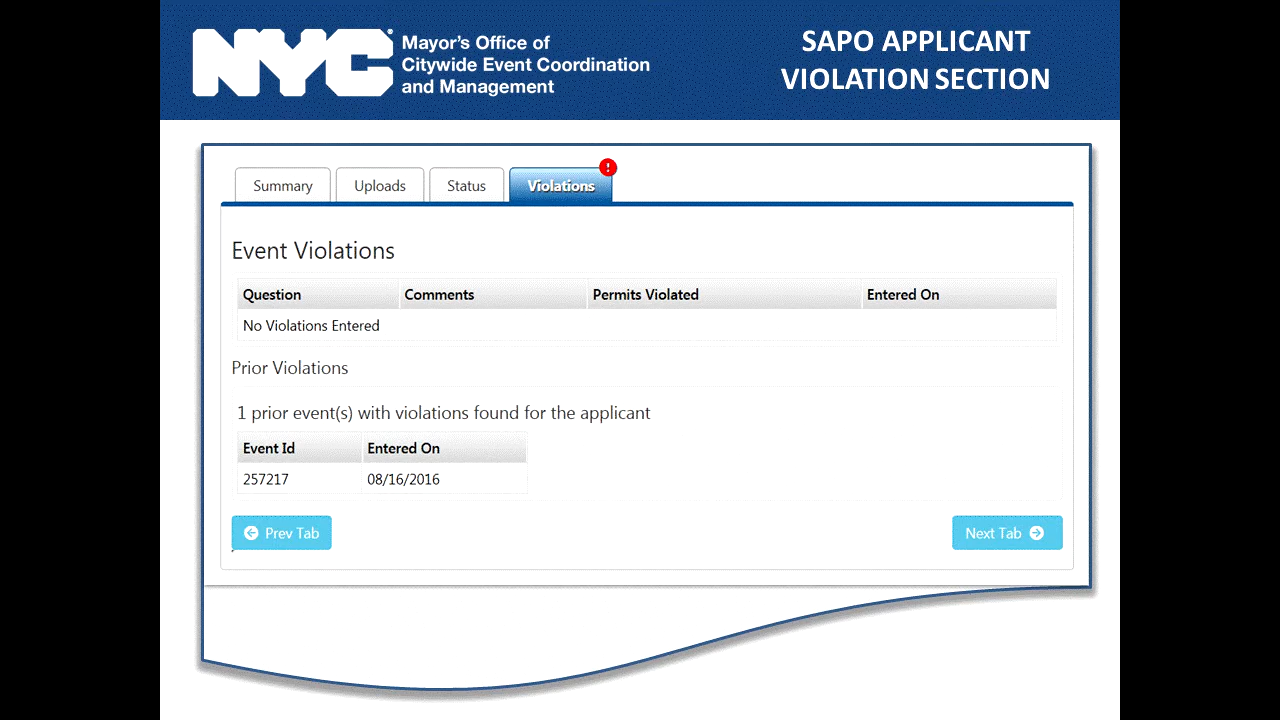 NYC
Mayor's Office of
Citywide Event Coordination
and Management
SAPO APPLICANT
VIOLATION SECTION
Summary Uploads Status Violations !
Event Violations
Question Comments Permits Violated Entered On
No Violations Entered
Prior Violations
1 prior event(s) with violations found for the applicant
Event Id Entered On
257217 08/16/2016
Prev Tab Next Tab